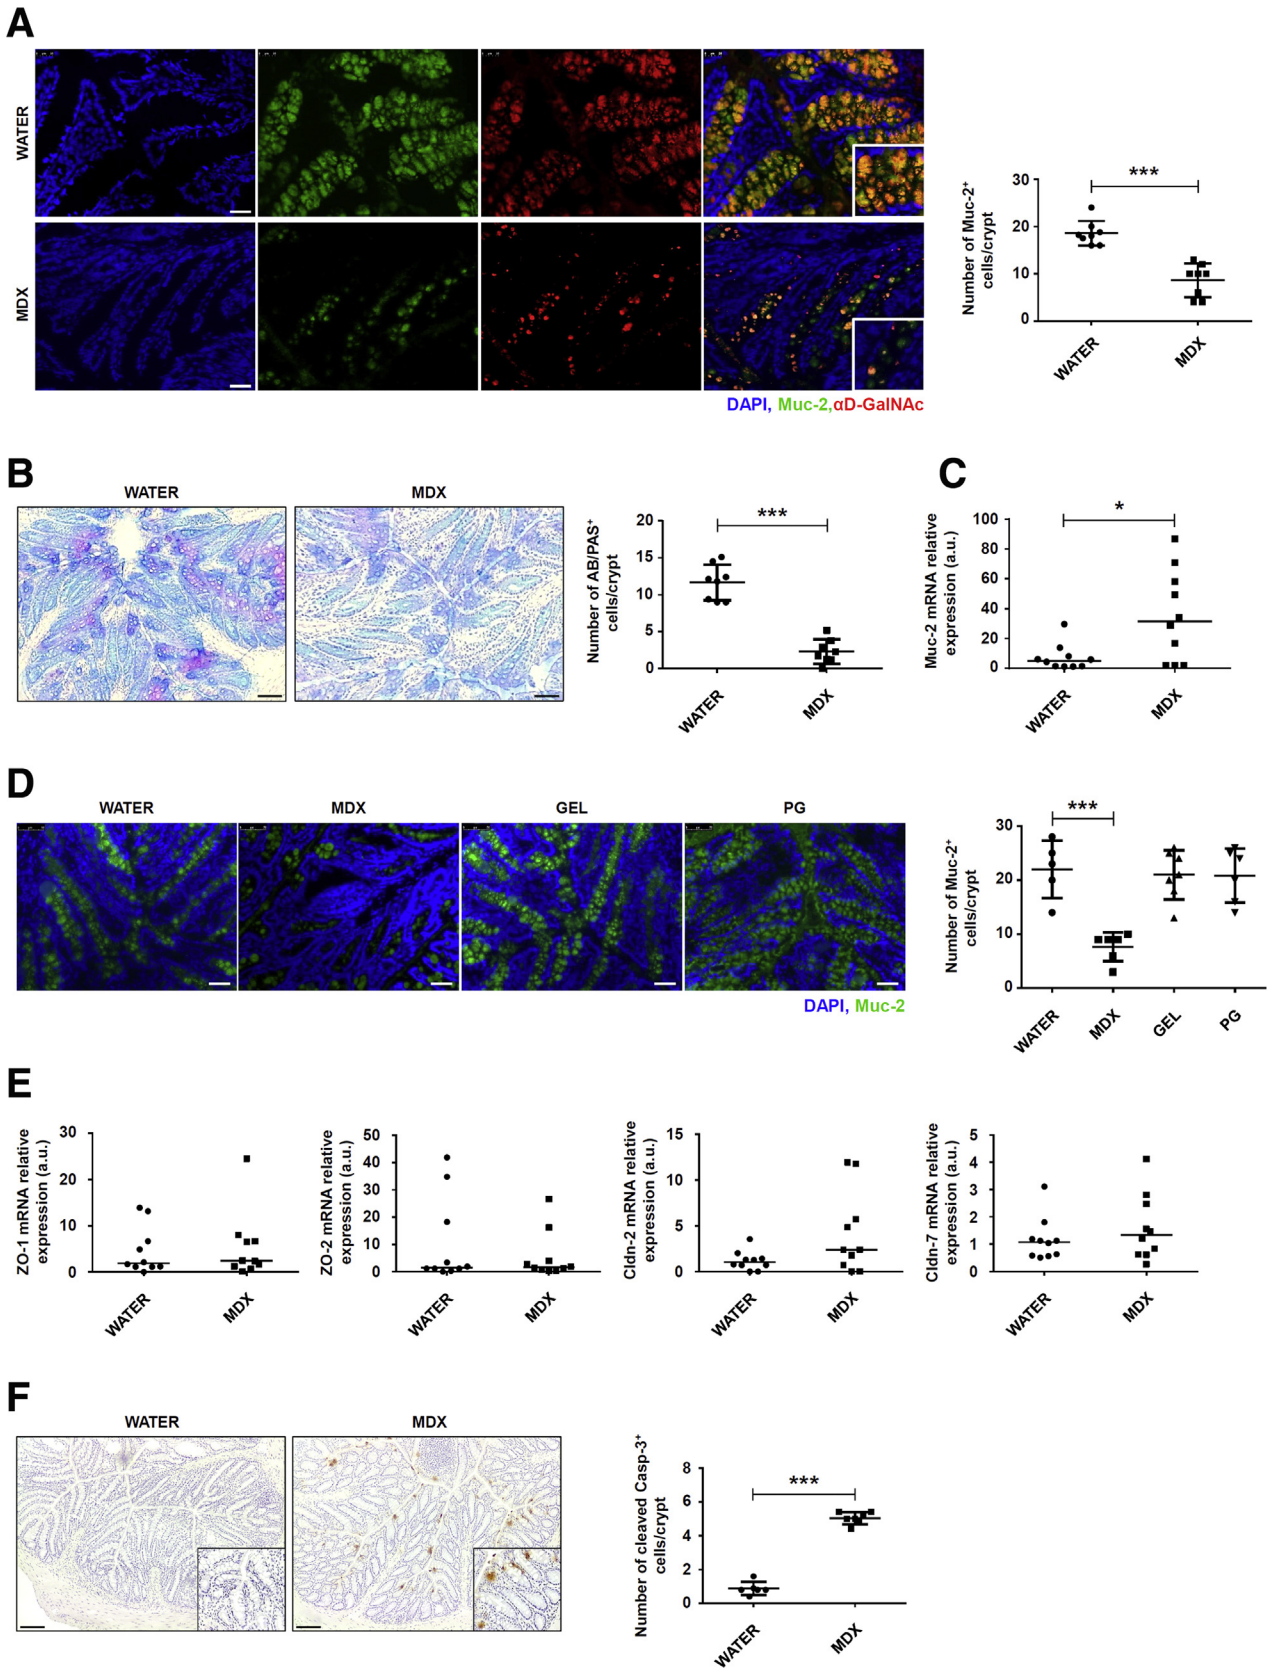 A
WATER
MDX
DAPI, Muc-2,αD-GalNAc
Number of Muc-2⁺
cells/crypt
30
20
10
0
***
WATER
MDX
B
WATER
MDX
Number of AB/PAS⁺
cells/crypt
20
15
10
5
0
***
WATER
MDX
C
Muc-2 mRNA relative
expression (a.u.)
100
80
60
40
20
0
*
WATER
MDX
D
WATER
MDX
GEL
PG
DAPI, Muc-2
Number of Muc-2⁺
cells/crypt
30
20
10
0
***
WATER
MDX
GEL
PG
E
ZO-1 mRNA relative
expression (a.u.)
30
20
10
0
WATER
MDX
ZO-2 mRNA relative
expression (a.u.)
50
40
30
20
10
0
WATER
MDX
Cldn-2 mRNA relative
expression (a.u.)
15
10
5
0
WATER
MDX
Cldn-7 mRNA relative
expression (a.u.)
5
4
3
2
1
0
WATER
MDX
F
WATER
MDX
Number of cleaved Casp-3⁺
cells/crypt
8
6
4
2
0
***
WATER
MDX